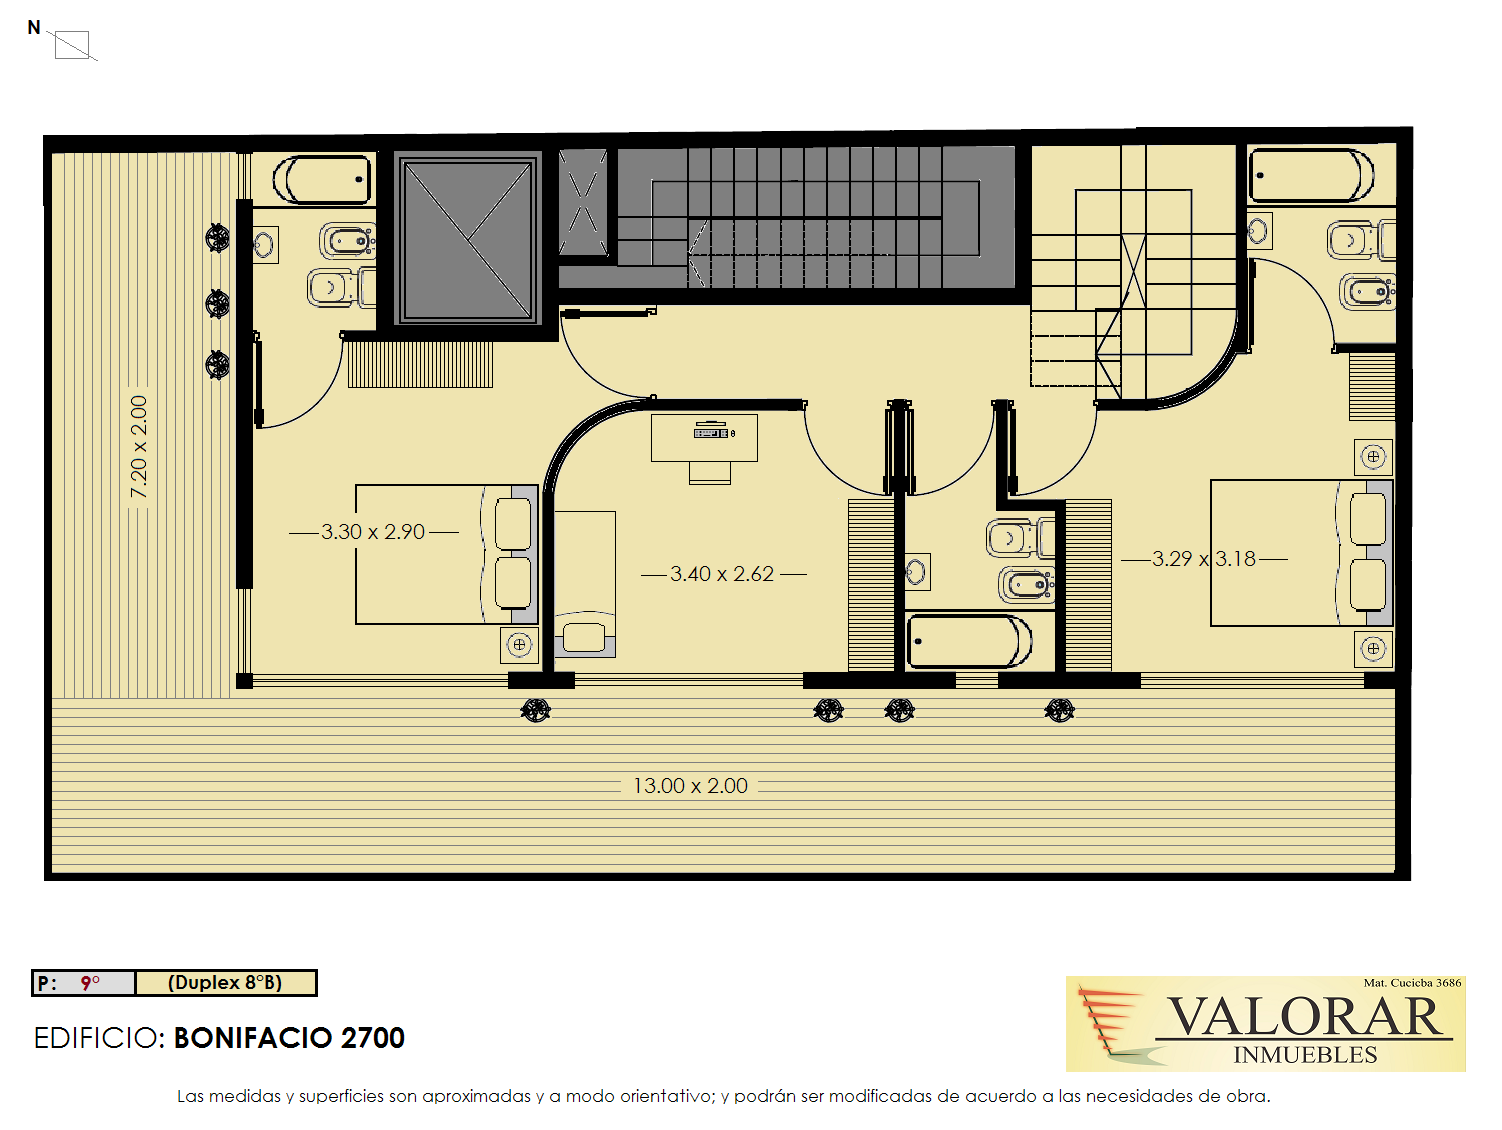 N
7.20 x 2.00
3.30 x 2.90
3.40 x 2.62
3.29 x 3.18
13.00 x 2.00
P: 9° (Duplex 8°B)
EDIFICIO: BONIFACIO 2700
Mat. Cucicba 3686
VALORAR
INMUEBLES
Las medidas y superficies son aproximadas y a modo orientativo; y podrán ser modificadas de acuerdo a las necesidades de obra.